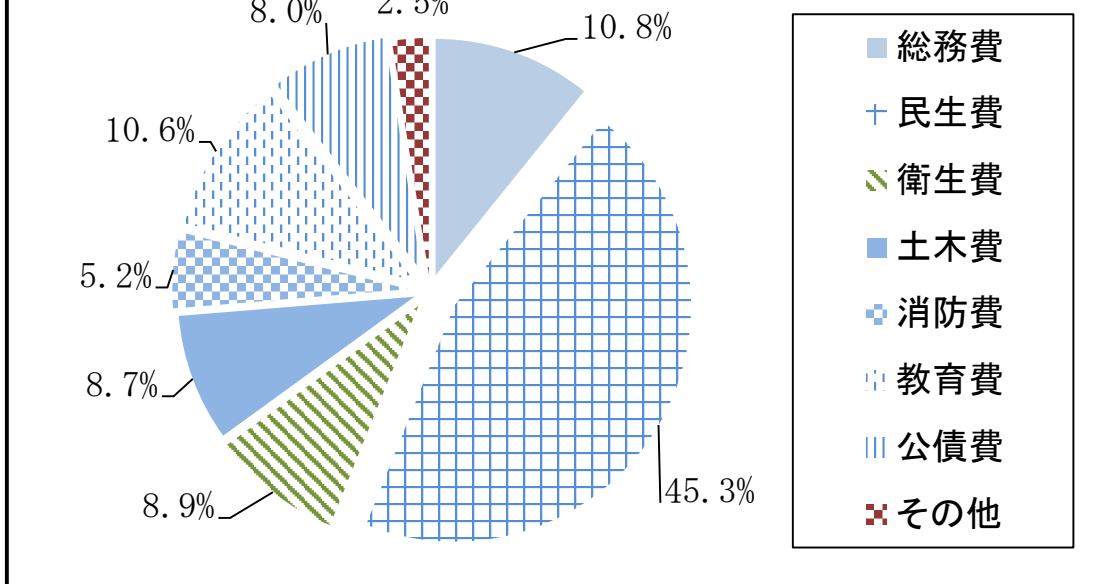 8.0%
2.5%
10.8%
10.6%
5.2%
8.7%
8.9%
45.3%
総務費
民生費
衛生費
土木費
消防費
教育費
公債費
その他